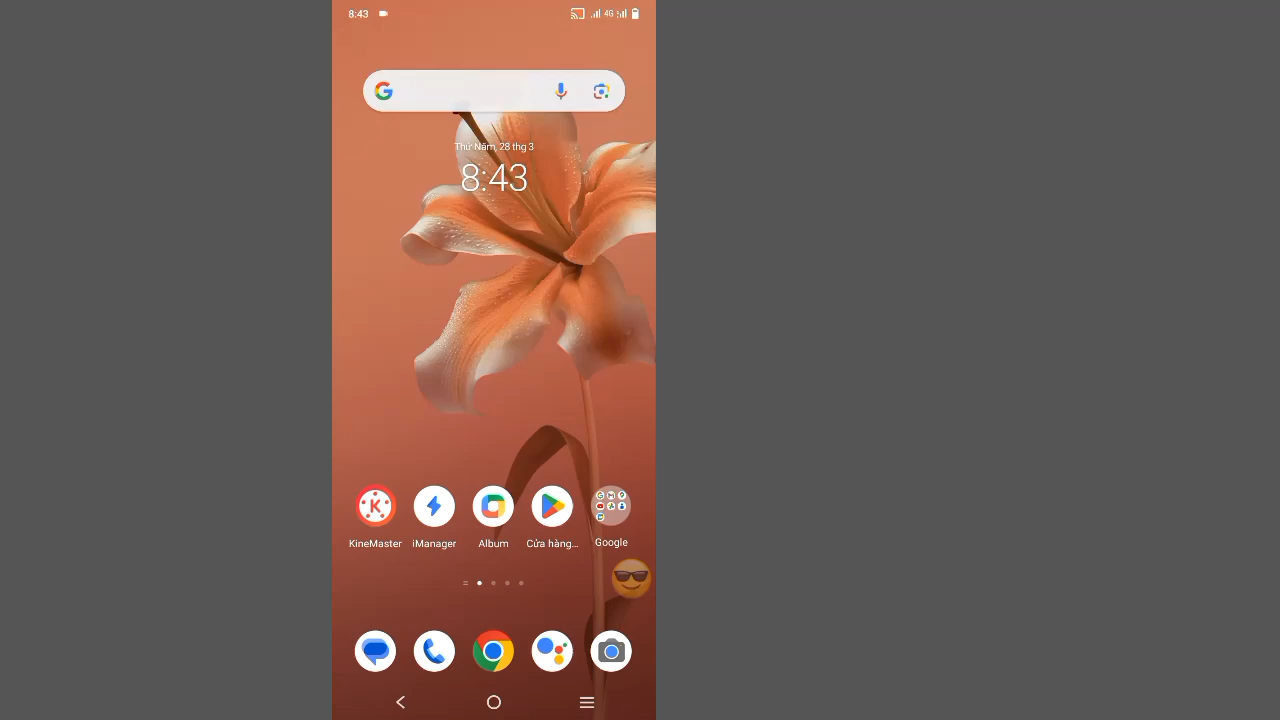 8:43
4G
Thứ Năm, 28 thg 3
8:43
KineMaster
iManager
Album
Cửa hàng...
Google